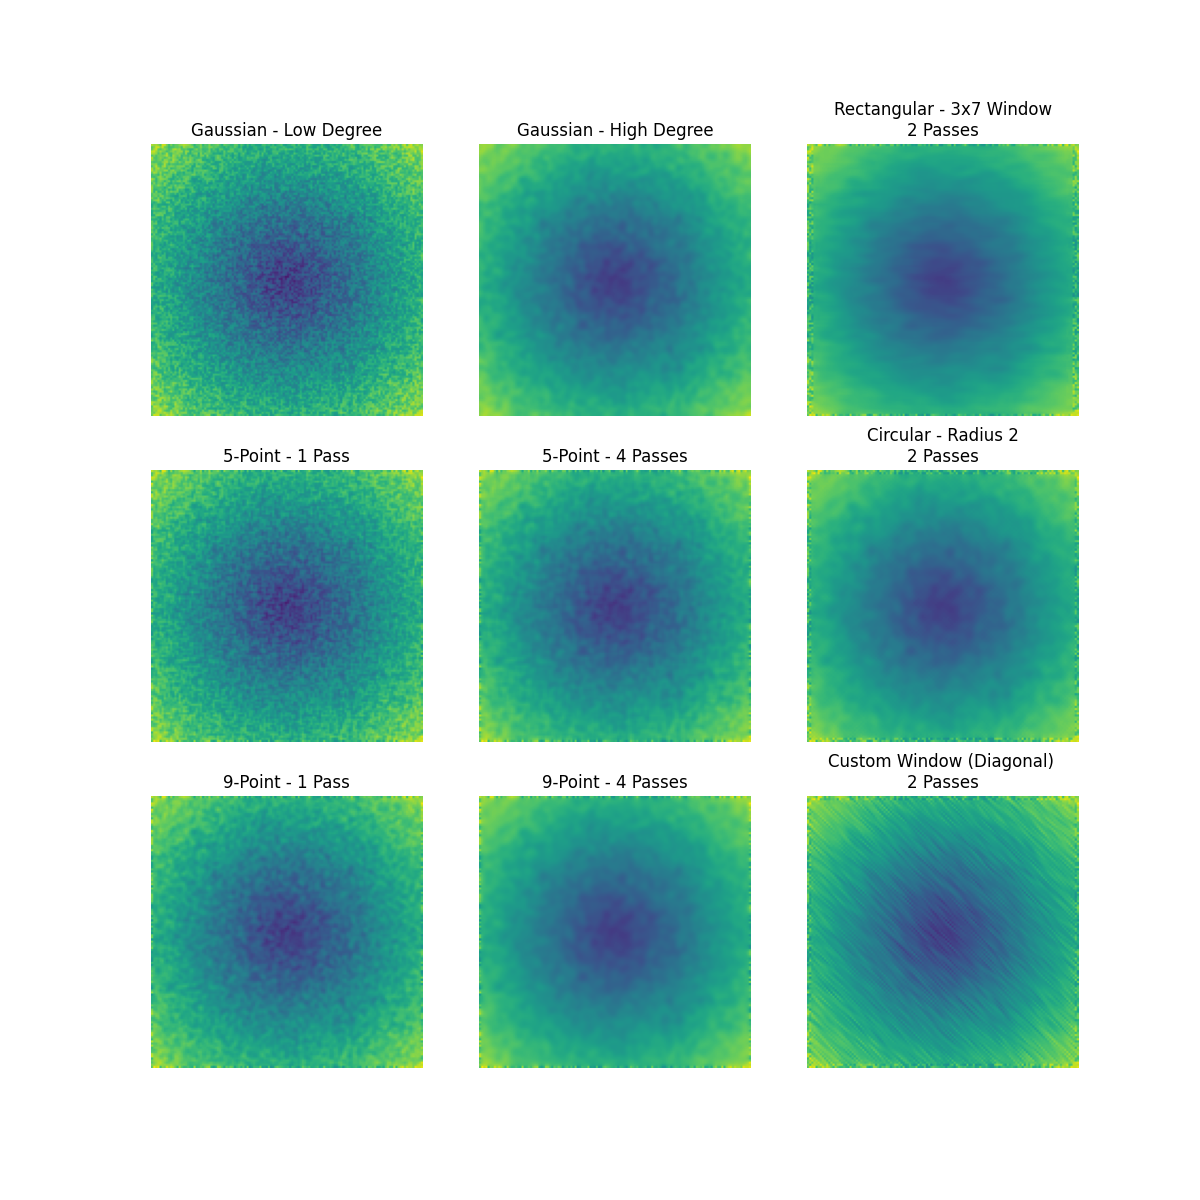 Gaussian - Low Degree
Gaussian - High Degree
Rectangular - 3x7 Window
2 Passes
5-Point - 1 Pass
5-Point - 4 Passes
Circular - Radius 2
2 Passes
9-Point - 1 Pass
9-Point - 4 Passes
Custom Window (Diagonal)
2 Passes